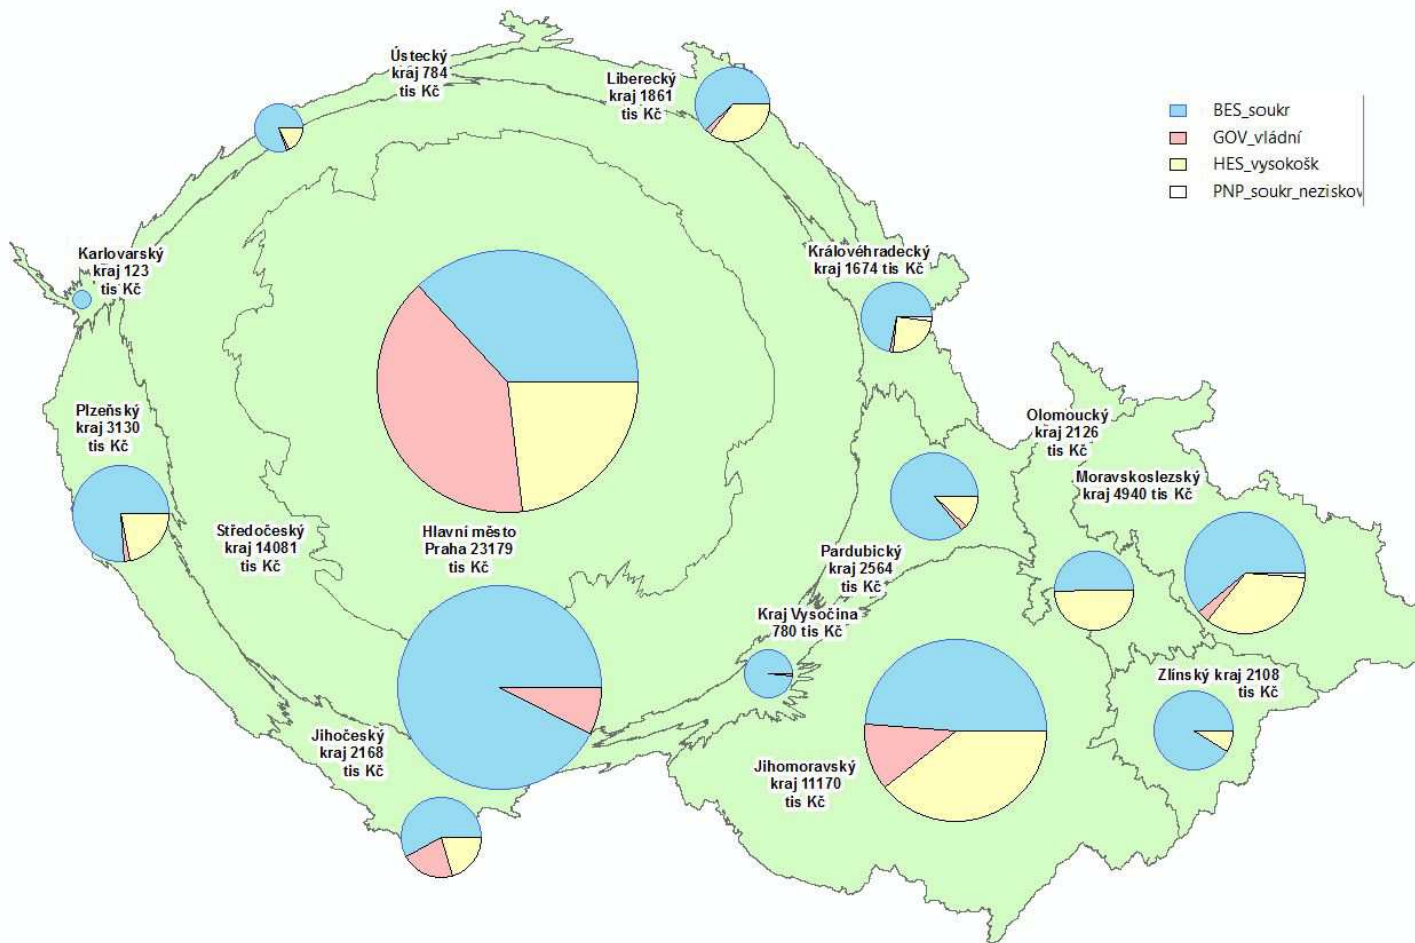 Ústecký
kraj 784
tis Kč
Liberecký
kraj 1861
tis Kč
BES_soukr
GOV_vládní
HES_vysokošk
PNP_soukr_neziskov
Karlovarský
kraj 123
tis Kč
Královéhradecký
kraj 1674 tis Kč
Plzeňský
kraj 3130
tis Kč
Olomoucký
kraj 2126
tis Kč
Moravskoslezský
kraj 4940 tis Kč
Středočeský
kraj 14081
tis Kč
Hlavní město
Praha 23179
tis Kč
Pardubický
kraj 2564
tis Kč
Kraj Vysočina
780 tis Kč
Zlínský kraj 2108
tis Kč
Jihočeský
kraj 2168
tis Kč
Jihomoravský
kraj 11170
tis Kč